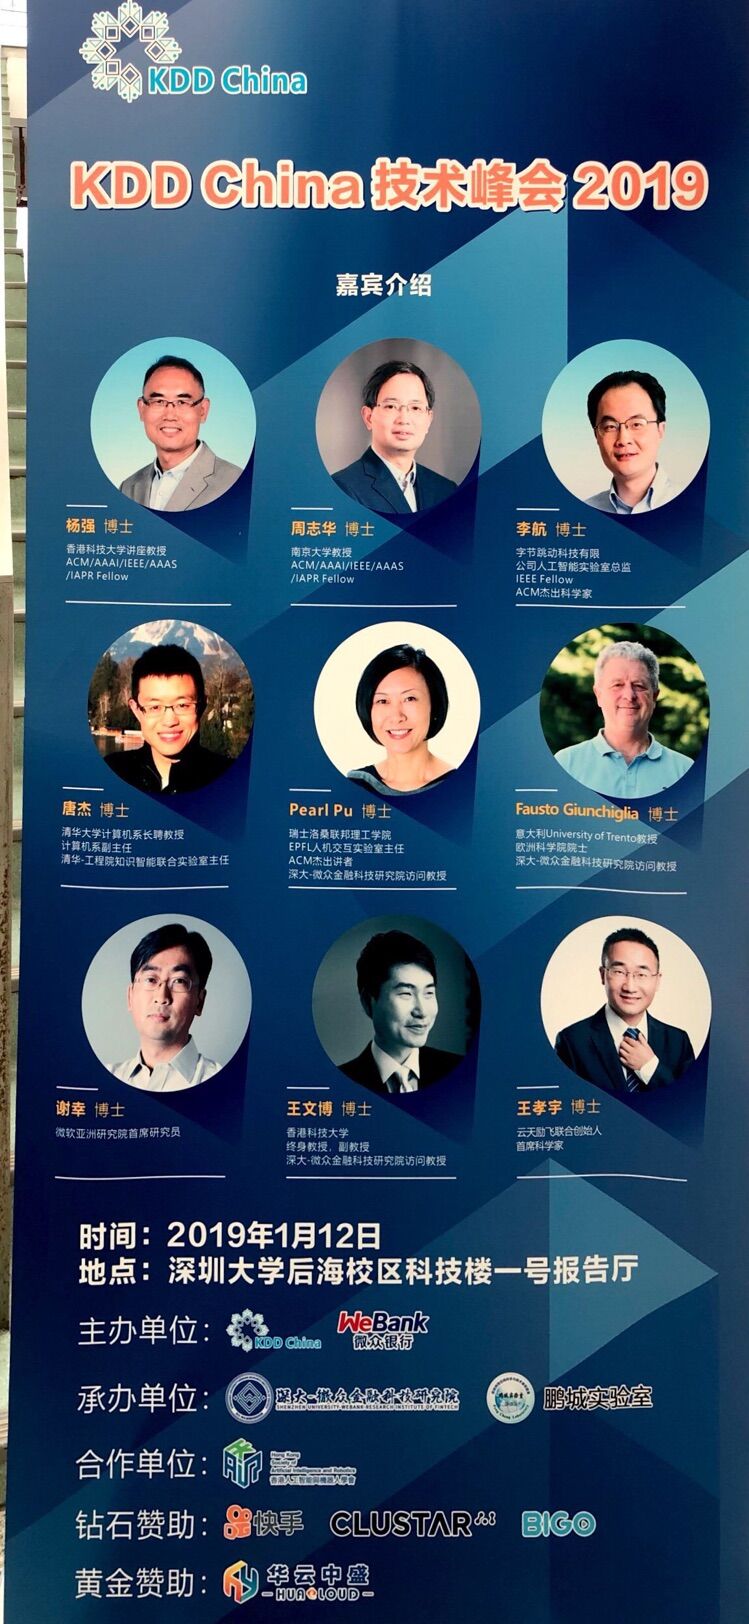 KDD China
KDD China 技术峰会 2019
嘉宾介绍
杨强 博士
香港科技大学讲座教授
ACM/AAAI/IEEE/AAAS
/IAPR Fellow
周志华 博士
南京大学教授
ACM/AAAI/IEEE/AAAS
/IAPR Fellow
李航 博士
字节跳动科技有限
公司人工智能实验室总监
IEEE Fellow
ACM杰出科学家
唐杰 博士
清华大学计算机系长聘教授
计算机系副主任
清华-工程院知识智能联合实验室主任
Pearl Pu 博士
瑞士洛桑联邦理工学院
EPFL人机交互实验室主任
ACM杰出讲者
深大-微众金融科技研究院访问教授
Fausto Giunchiglia 博士
意大利University of Trento教授
欧洲科学院院士
深大-微众金融科技研究院访问教授
谢幸 博士
微软亚洲研究院首席研究员
王文博 博士
香港科技大学
终身教授，副教授
深大-微众金融科技研究院访问教授
王孝宇 博士
云天励飞联合创始人
首席科学家
时间：2019年1月12日
地点：深圳大学后海校区科技楼一号报告厅
主办单位： KDD China WeBank
微众银行
承办单位： 深大-微众金融科技研究院 鹏城实验室
SHENZHEN UNIVERSITY WEBANK RESEARCH INSTITUTE OF FINTECH
合作单位： Hong Kong
Society of
Artificial Intelligence and Robotics
香港人工智能與機器人學會
钻石赞助： 快手 CLUSTAR BIGO
黄金赞助： 华云中盛
HUACLOUD